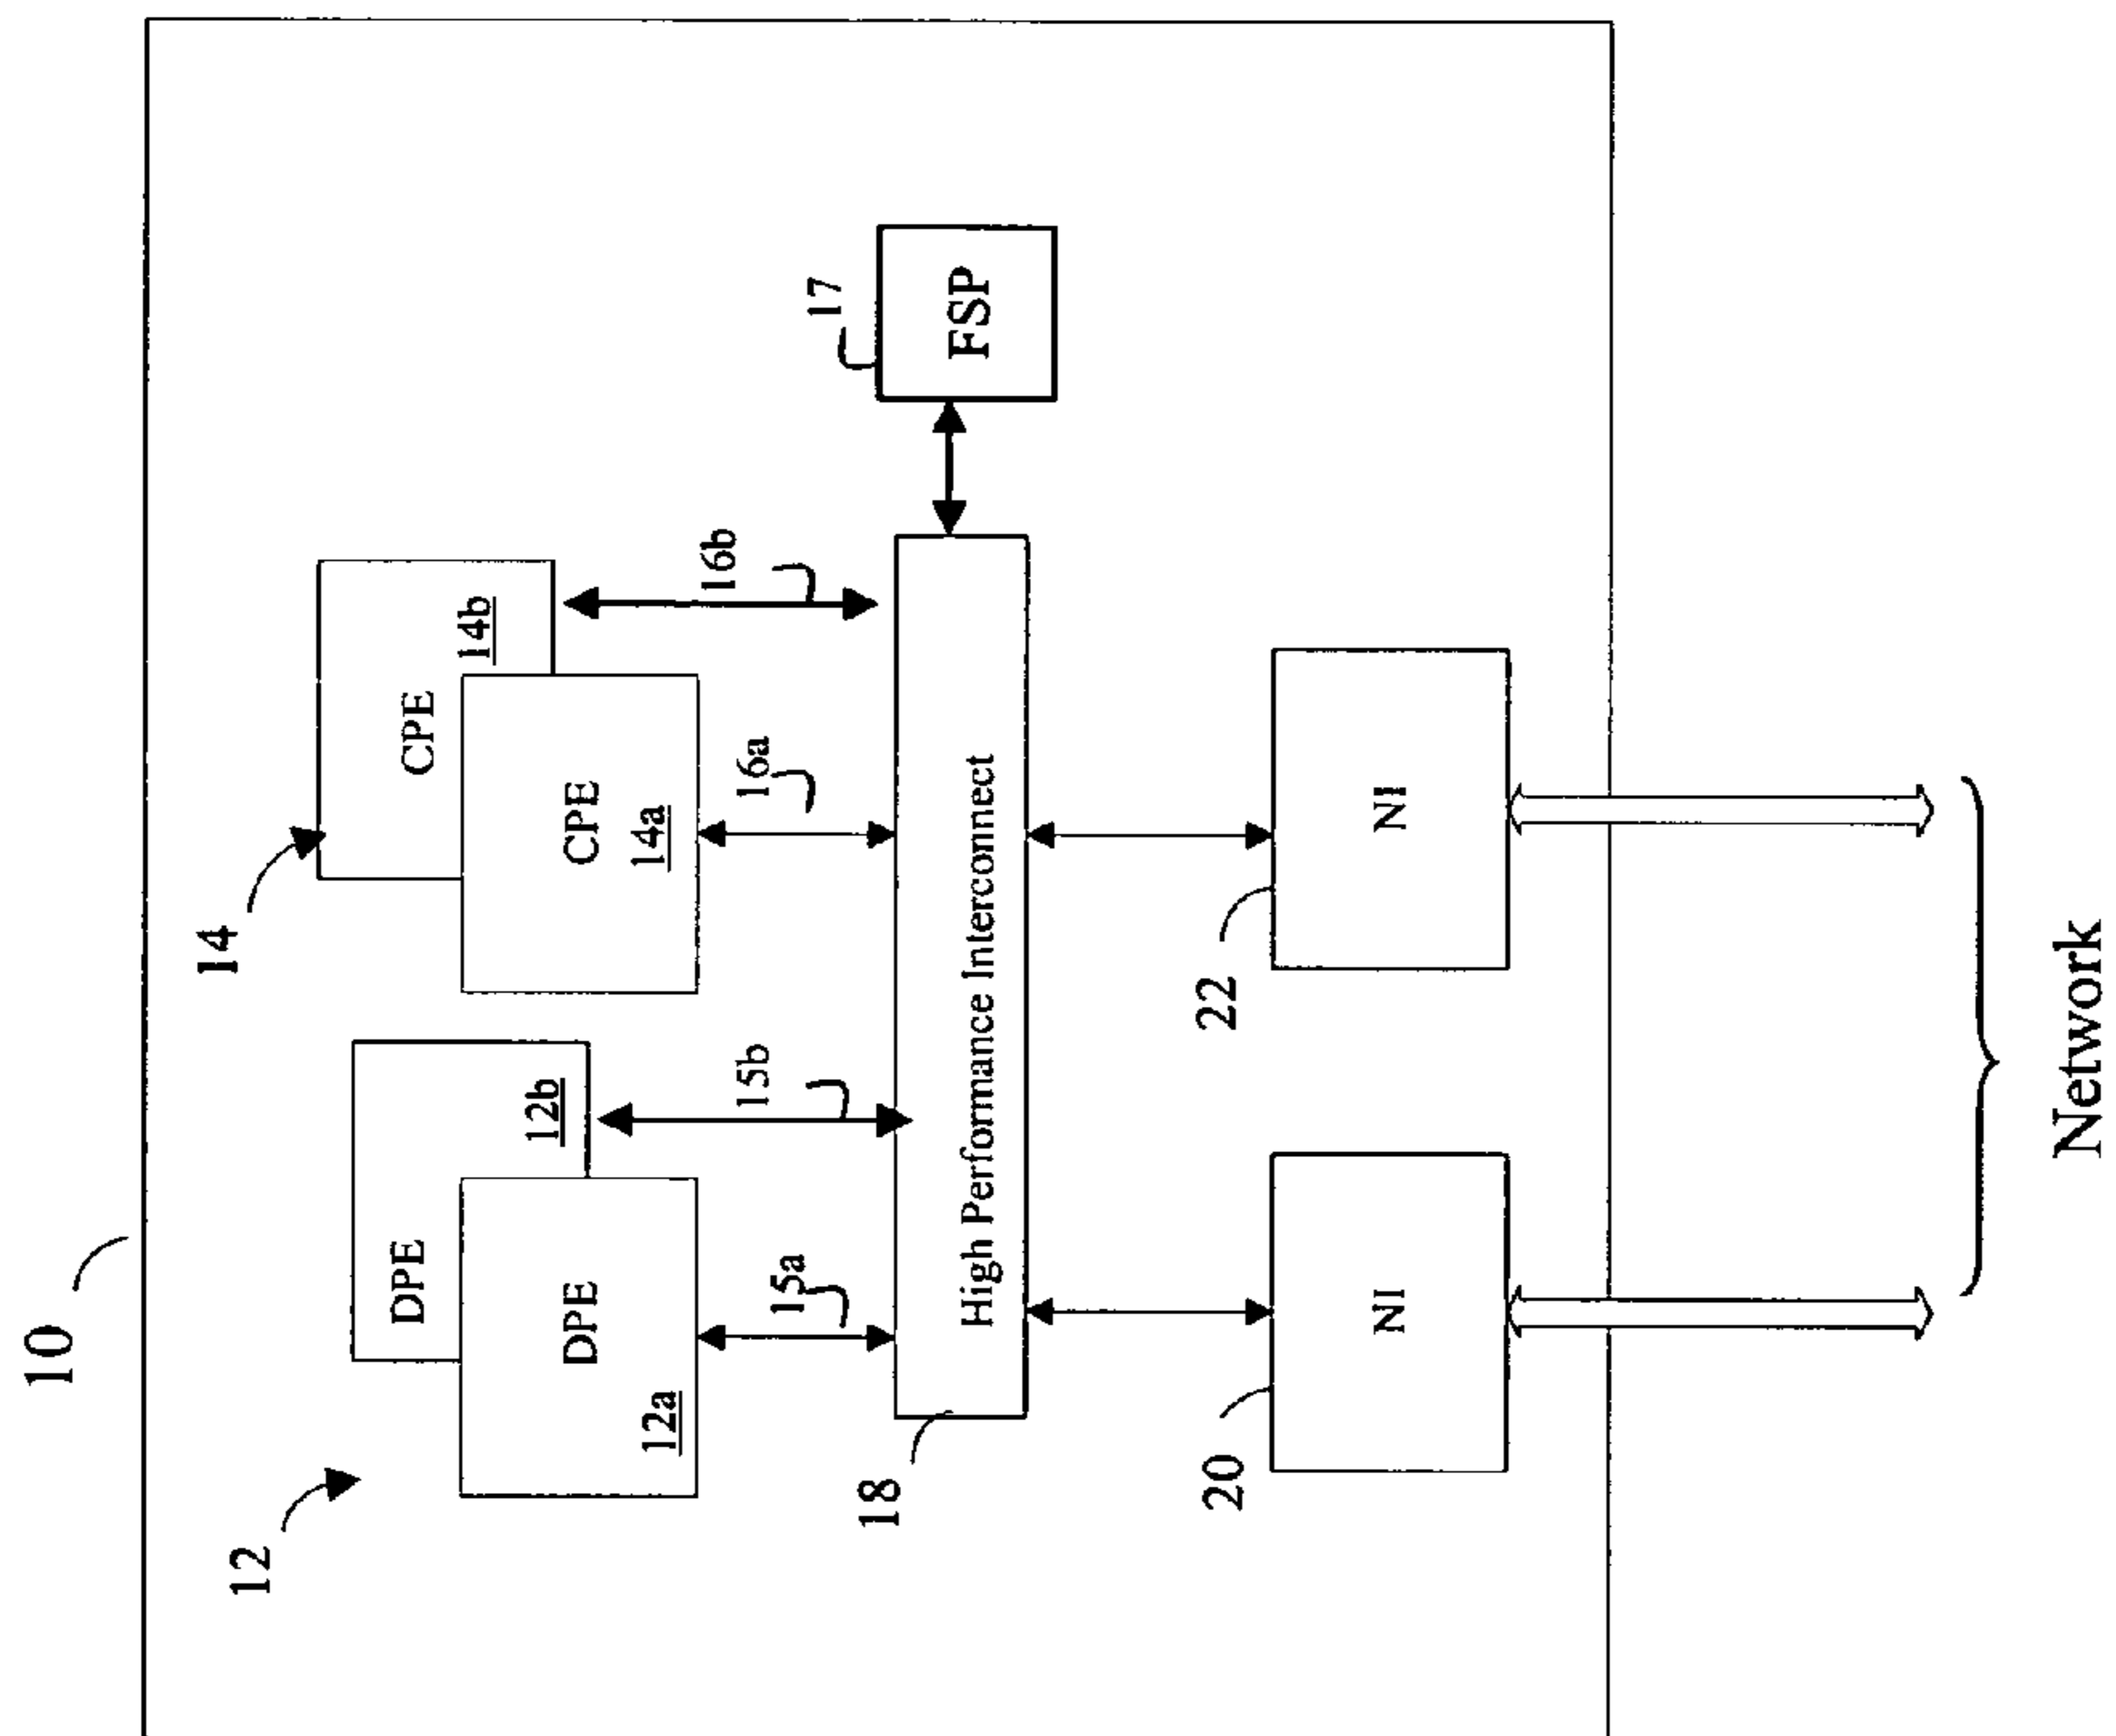 10
14
12
DPE
CPE
14b
12b
DPE
CPE
12a
14a
16b
15b
16a
15a
17
18
High Performance Interconnect
FSP
20
22
NI
NI
Network